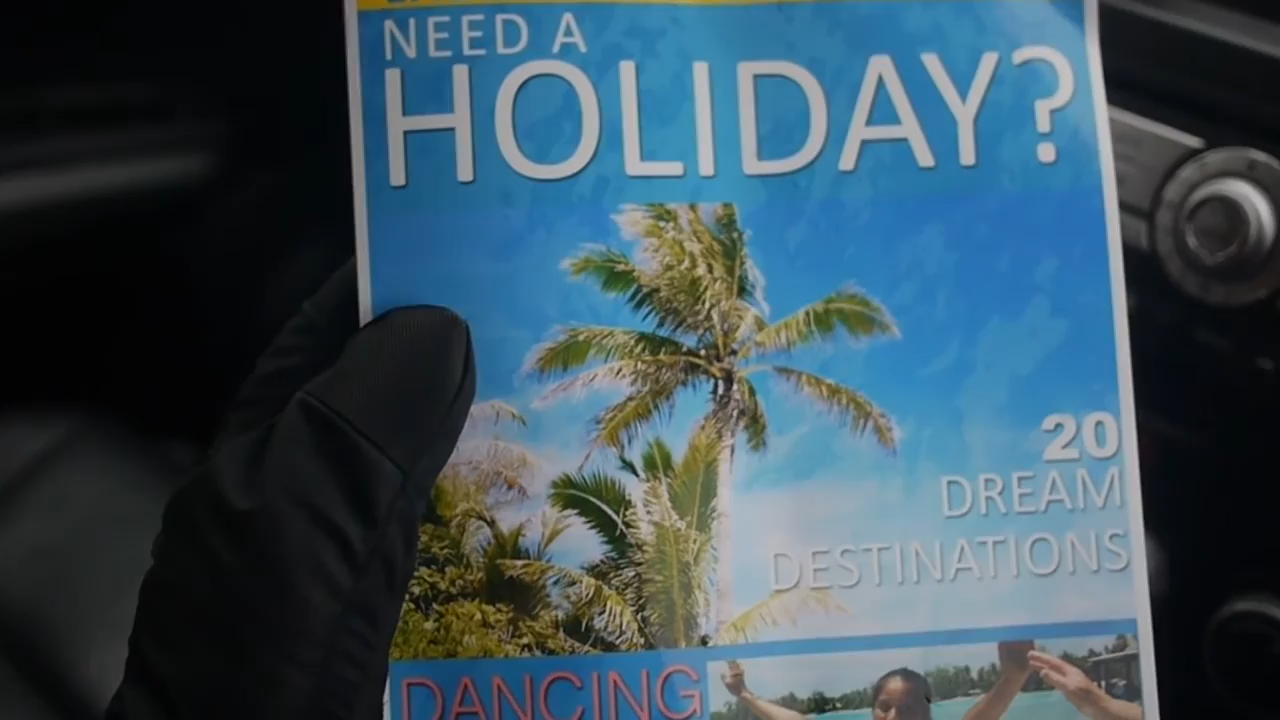 NEED A
HOLIDAY?
20
DREAM
DESTINATIONS
DANCING